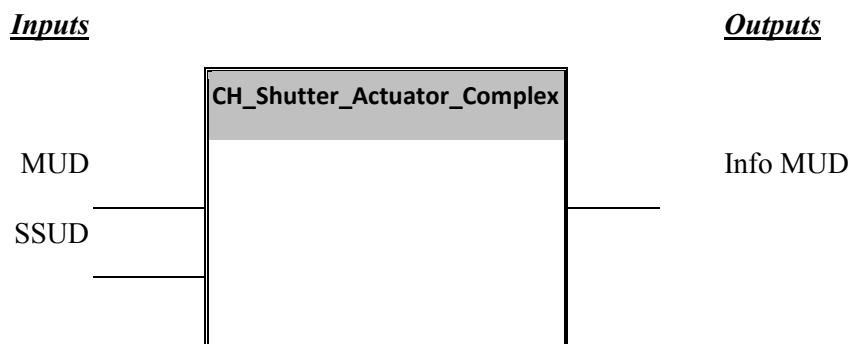 Inputs Outputs
CH_Shutter_Actuator_Complex
MUD Info MUD
SSUD